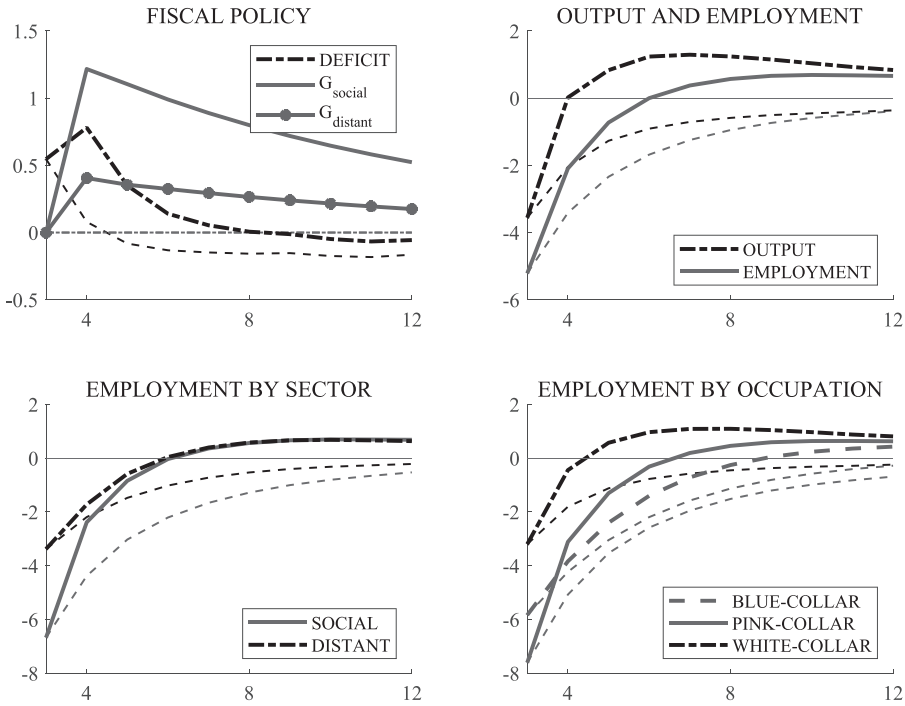 FISCAL POLICY
1.5
1
0.5
0
-0.5
4
8
12
DEFICIT
G_social
G_distant
OUTPUT AND EMPLOYMENT
2
0
-2
-4
-6
4
8
12
OUTPUT
EMPLOYMENT
EMPLOYMENT BY SECTOR
2
0
-2
-4
-6
-8
4
8
12
SOCIAL
DISTANT
EMPLOYMENT BY OCCUPATION
2
0
-2
-4
-6
-8
4
8
12
BLUE-COLLAR
PINK-COLLAR
WHITE-COLLAR